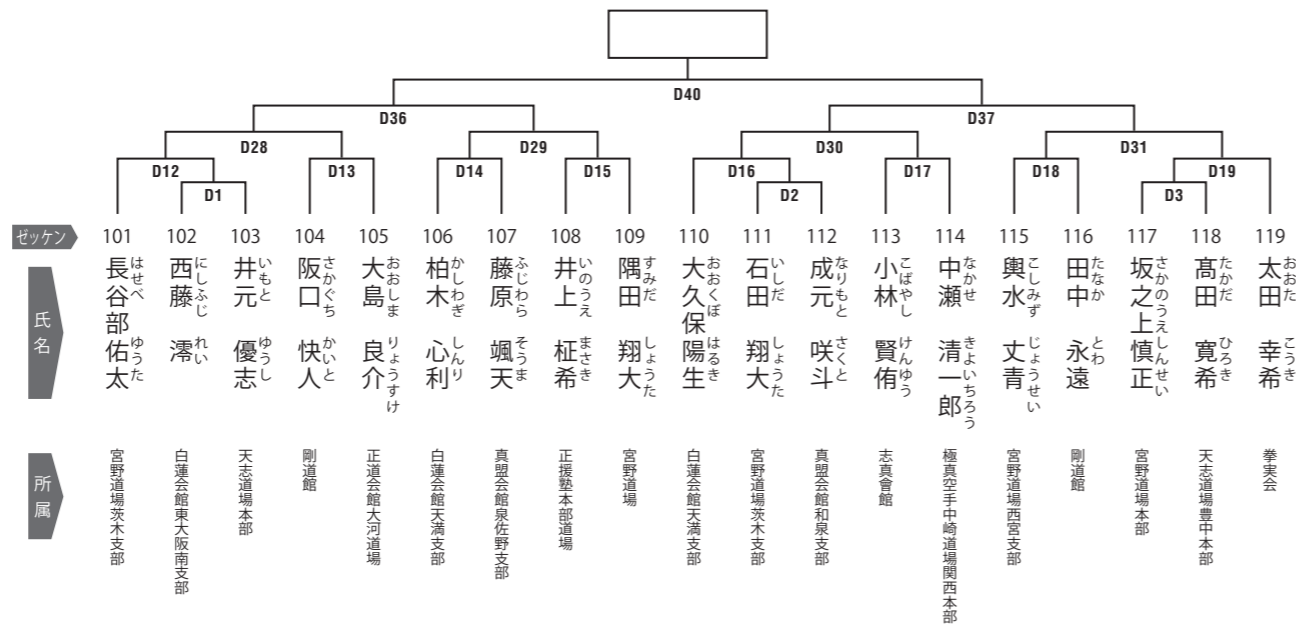 D40
D36
D37
D28
D29
D30
D31
D12
D13
D14
D15
D16
D17
D18
D19
D1
D2
D3
ゼッケン
101
102
103
104
105
106
107
108
109
110
111
112
113
114
115
116
117
118
119
氏名
長谷部 佑太
はせべ ゆうた
西藤 澪
にしふじ れい
井元 優志
いもと ゆうし
阪口 快人
さかぐち かいと
大島 良介
おおしま りょうすけ
柏木 心利
かしわぎ しんり
藤原 颯天
ふじわら そうま
井上 柾希
いのうえ まさき
隅田 翔大
すみだ しょうた
大久保 陽生
おおくぼ はるき
石田 翔大
いしだ しょうた
成元 咲斗
なりもと さくと
小林 賢侑
こばやし けんゆう
中瀬 清一郎
なかせ きよいちろう
輿水 丈青
こしみず じょうせい
田中 永遠
たなか とわ
坂之上 慎正
さかのうえ しんせい
髙田 寛希
たかだ ひろき
太田 幸希
おおた こうき
所属
宮野道場茨木支部
白蓮会館東大阪南支部
天志道場本部
剛道館
正道会館大河道場
白蓮会館天満支部
真盟会館泉佐野支部
正援塾本部道場
宮野道場
白蓮会館天満支部
宮野道場茨木支部
真盟会館和泉支部
志真會館
極真空手中崎道場関西本部
宮野道場西宮支部
剛道館
宮野道場本部
天志道場豊中本部
拳実会